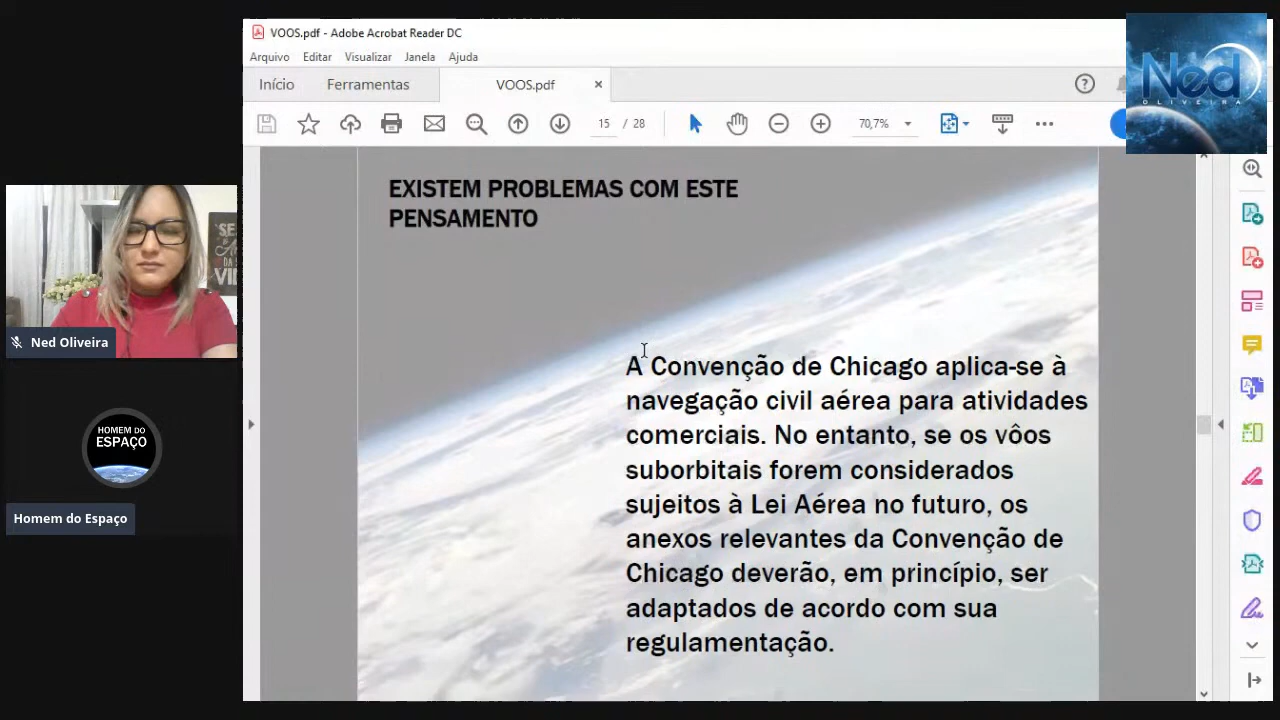 VOOS.pdf - Adobe Acrobat Reader DC
Arquivo Editar Visualizar Janela Ajuda
Início Ferramentas VOOS.pdf
15 / 28 70,7%
Ned
OLIVEIRA
EXISTEM PROBLEMAS COM ESTE
PENSAMENTO
A Convenção de Chicago aplica-se à
navegação civil aérea para atividades
comerciais. No entanto, se os vôos
suborbitais forem considerados
sujeitos à Lei Aérea no futuro, os
anexos relevantes da Convenção de
Chicago deverão, em princípio, ser
adaptados de acordo com sua
regulamentação.
Ned Oliveira
HOMEM DO
ESPAÇO
Homem do Espaço